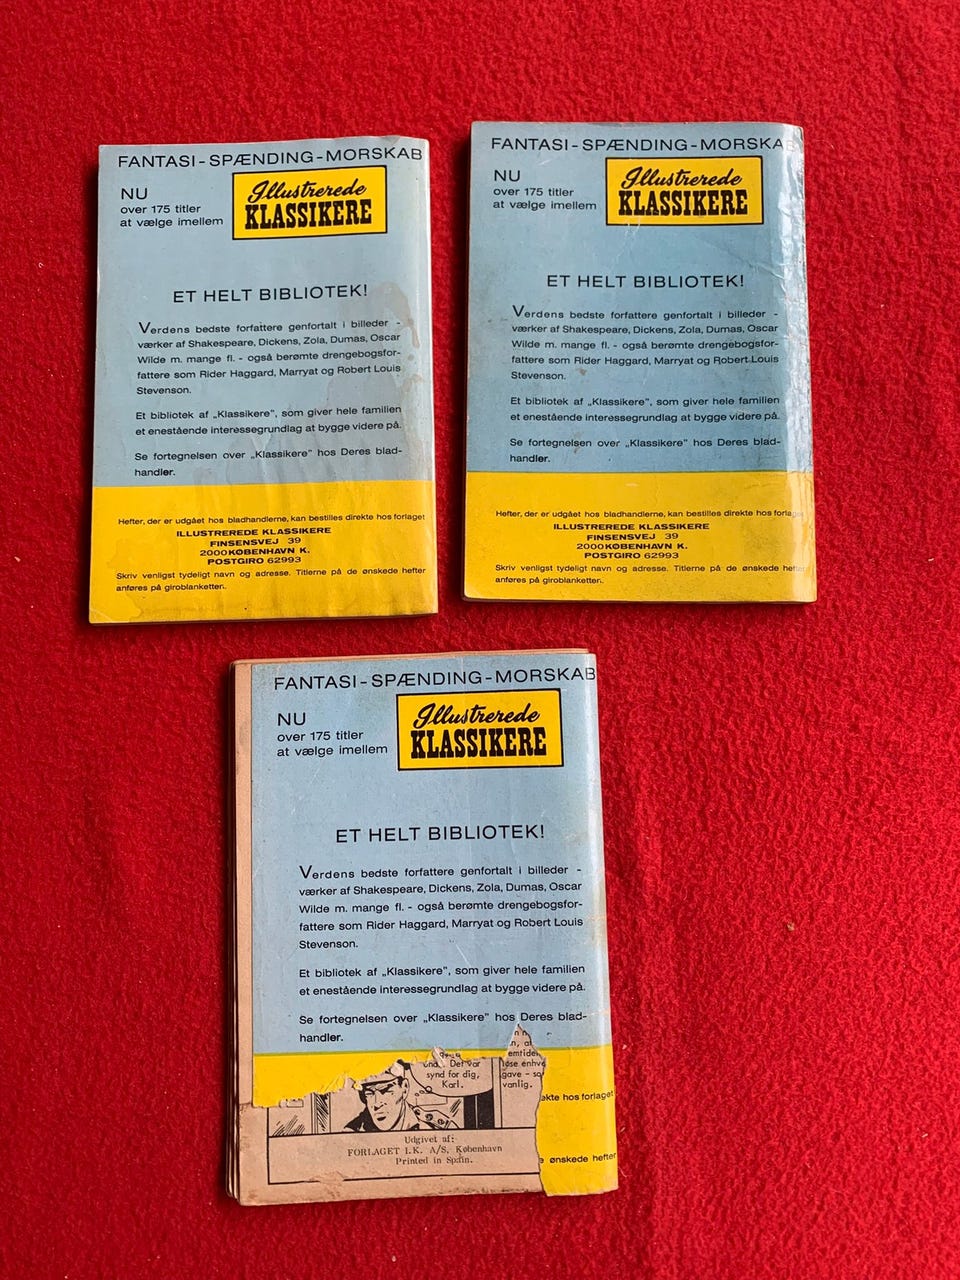 FANTASI-SPÆNDING-MORSKAB
NU
over 175 titler
at vælge imellem
Illustrerede
KLASSIKERE
ET HELT BIBLIOTEK!
Verdens bedste forfattere genfortalt i billeder -
værker af Shakespeare, Dickens, Zola, Dumas, Oscar
Wilde m. mange fl. - også berømte drengebogsfor-
fattere som Rider Haggard, Marryat og Robert Louis
Stevenson.
Et bibliotek af „Klassikere”, som giver hele familien
et enestående interessegrundlag at bygge videre på.
Se fortegnelsen over „Klassikere” hos Deres blad-
handler.
Hefter, der er udgået hos bladhandlerne, kan bestilles direkte hos forlaget
ILLUSTREREDE KLASSIKERE
FINSENSVEJ 39
2000 KØBENHAVN K.
POSTGIRO 62993
Skriv venligst tydeligt navn og adresse. Titlerne på de ønskede hefter
anføres på giroblanketten.
FANTASI-SPÆNDING-MORSKAB
NU
over 175 titler
at vælge imellem
Illustrerede
KLASSIKERE
ET HELT BIBLIOTEK!
Verdens bedste forfattere genfortalt i billeder -
værker af Shakespeare, Dickens, Zola, Dumas, Oscar
Wilde m. mange fl. - også berømte drengebogsfor-
fattere som Rider Haggard, Marryat og Robert Louis
Stevenson.
Et bibliotek af „Klassikere”, som giver hele familien
et enestående interessegrundlag at bygge videre på.
Se fortegnelsen over „Klassikere” hos Deres blad-
handler.
Hefter, der er udgået hos bladhandlerne, kan bestilles direkte hos forlaget
ILLUSTREREDE KLASSIKERE
FINSENSVEJ 39
2000 KØBENHAVN K.
POSTGIRO 62993
Skriv venligst tydeligt navn og adresse. Titlerne på de ønskede hefter
anføres på giroblanketten.
FANTASI-SPÆNDING-MORSKAB
NU
over 175 titler
at vælge imellem
Illustrerede
KLASSIKERE
ET HELT BIBLIOTEK!
Verdens bedste forfattere genfortalt i billeder -
værker af Shakespeare, Dickens, Zola, Dumas, Oscar
Wilde m. mange fl. - også berømte drengebogsfor-
fattere som Rider Haggard, Marryat og Robert Louis
Stevenson.
Et bibliotek af „Klassikere”, som giver hele familien
et enestående interessegrundlag at bygge videre på.
Se fortegnelsen over „Klassikere” hos Deres blad-
handler.
Det var
synd for dig,
Karl.
gave - so
vanlig.
hos forlaget
Udgivet af:
FORLAGET I.K. A/S, København
Printed in Spain.
ønskede hefter